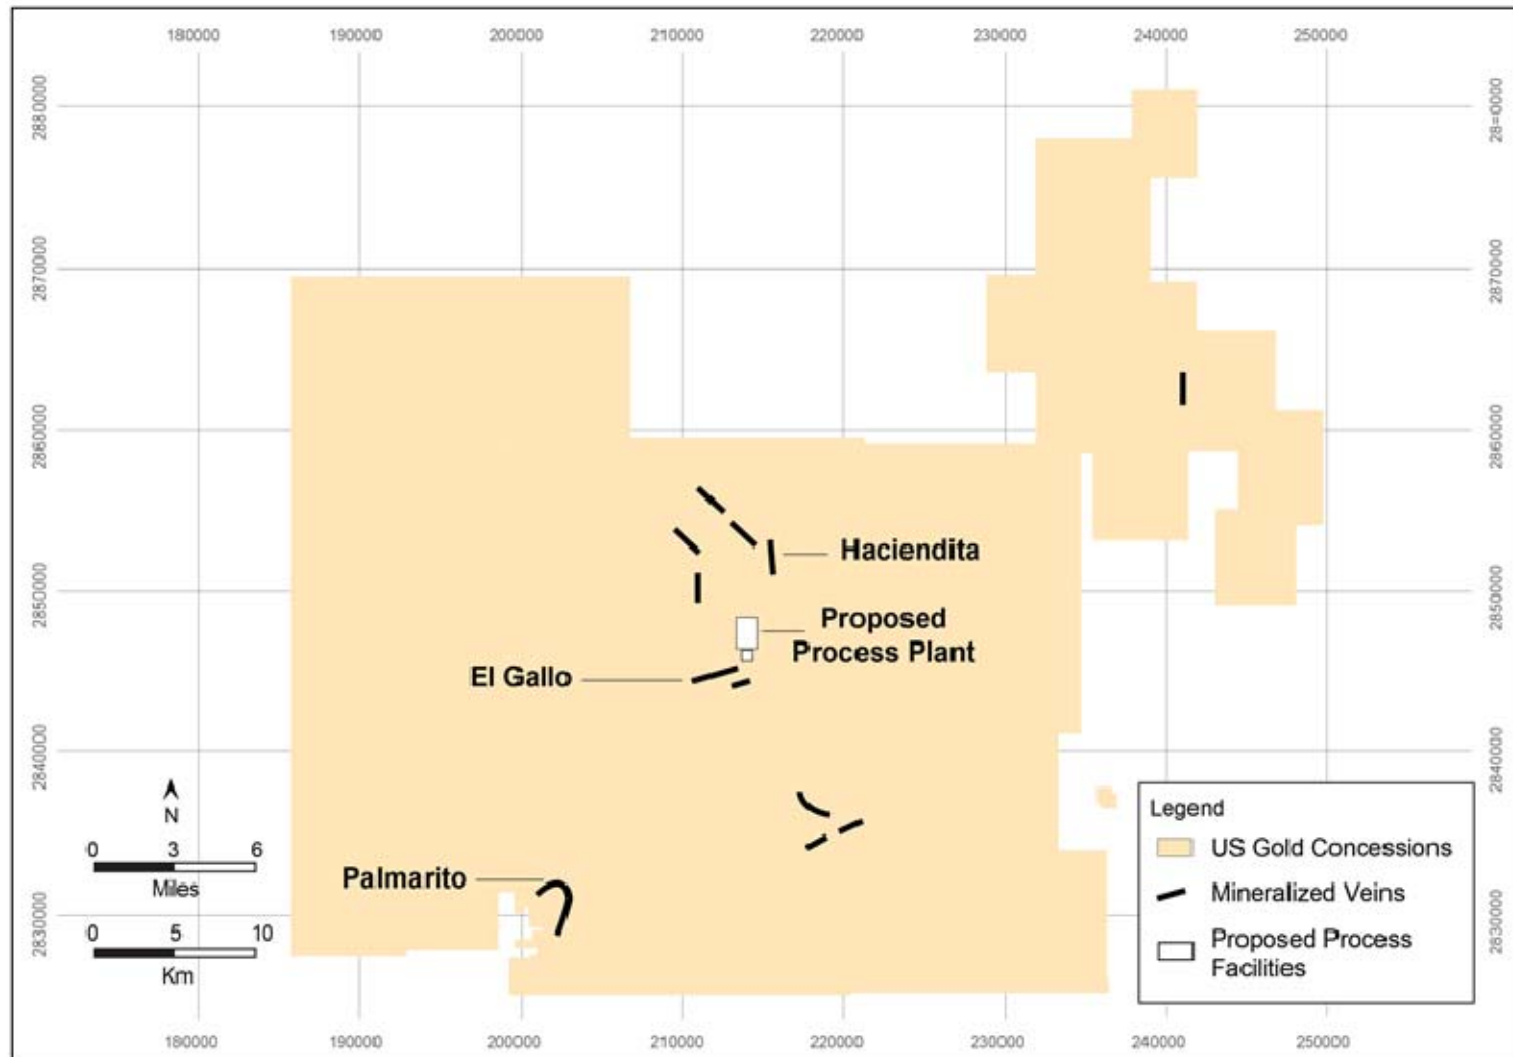 180000 190000 200000 210000 220000 230000 240000 250000
2880000
28=0000
2870000
2870000
2860000
2860000
Haciendita
2850000
2850000
Proposed
Process Plant
El Gallo
2840000
2840000
N
0 3 6
Miles
Palmarito
0 5 10
Km
2830000
2830000
Legend
US Gold Concessions
Mineralized Veins
Proposed Process
Facilities
180000 190000 200000 210000 220000 230000 240000 250000